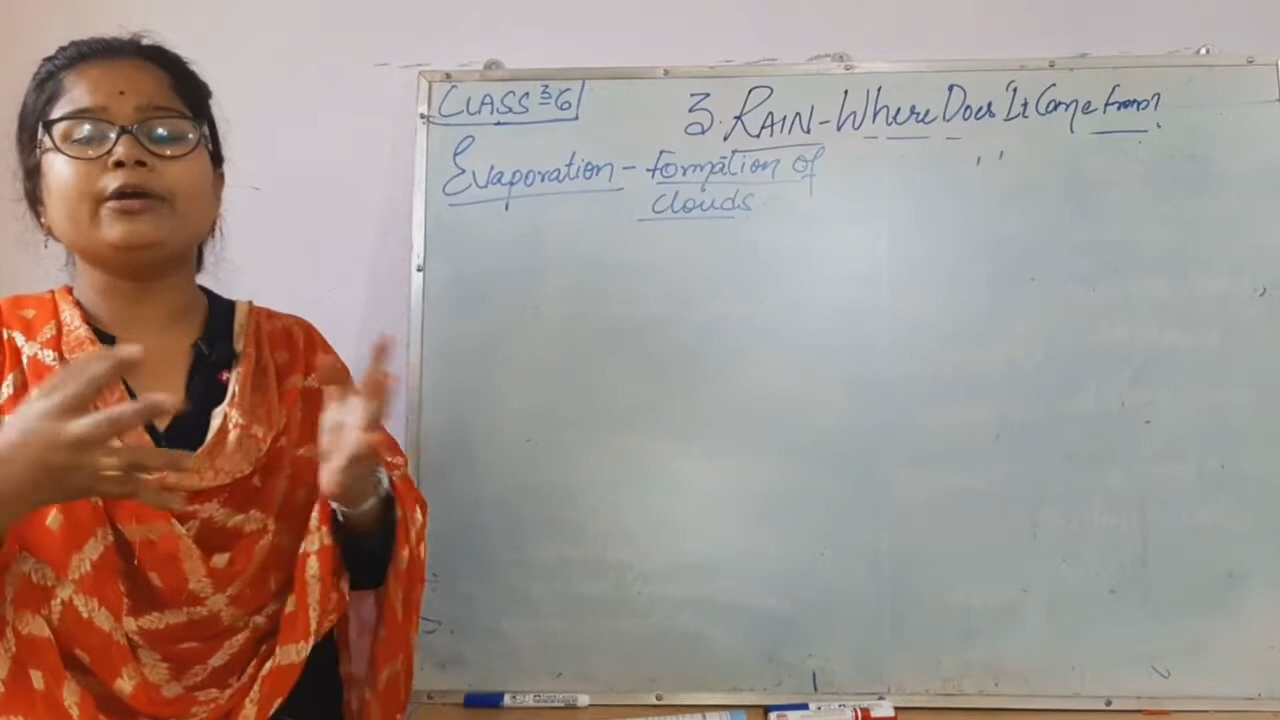 CLASS 6
3. RAIN - Where Does It Come from?
Evaporation - formation of
clouds